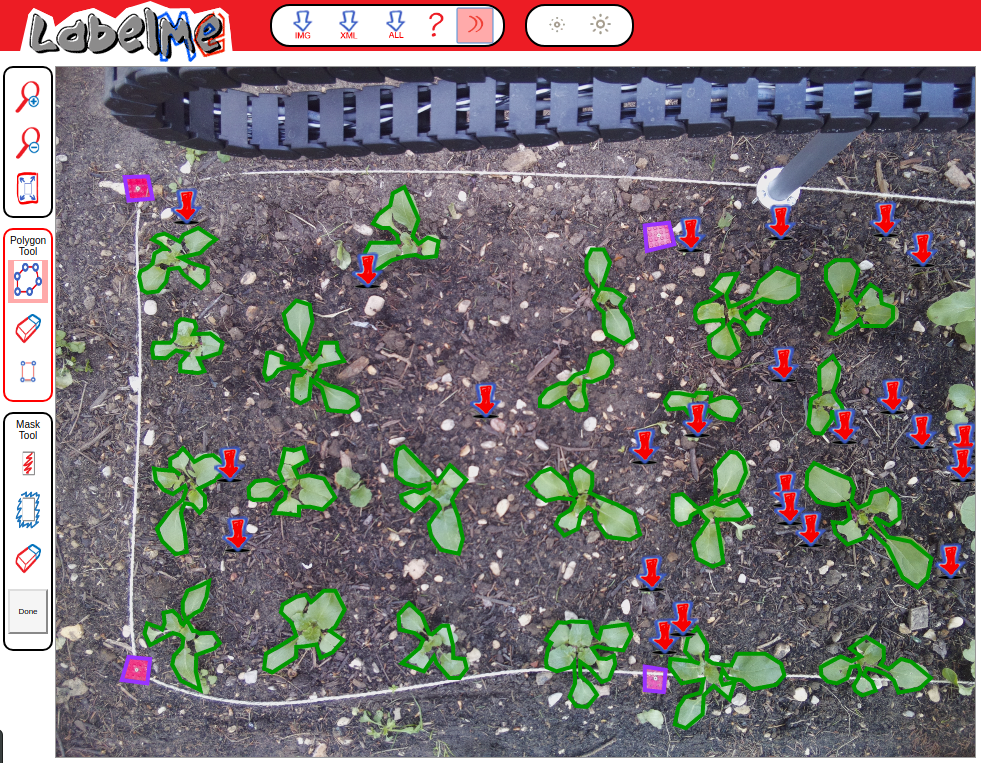 LabelMe
IMG
XML
ALL
?
Polygon
Tool
Mask
Tool
Done